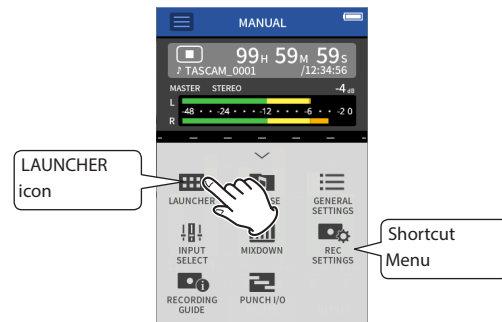 MANUAL
99H 59M 59S
♪ TASCAM_0001 /12:34:56
MASTER STEREO -4 dB
L
-48 · · -24 · · · -12 · · · -6 · · -2 0
R
LAUNCHER
icon
LAUNCHER
SE
GENERAL
SETTINGS
INPUT
SELECT
MIXDOWN
REC
SETTINGS
Shortcut
Menu
RECORDING
GUIDE
PUNCH I/O